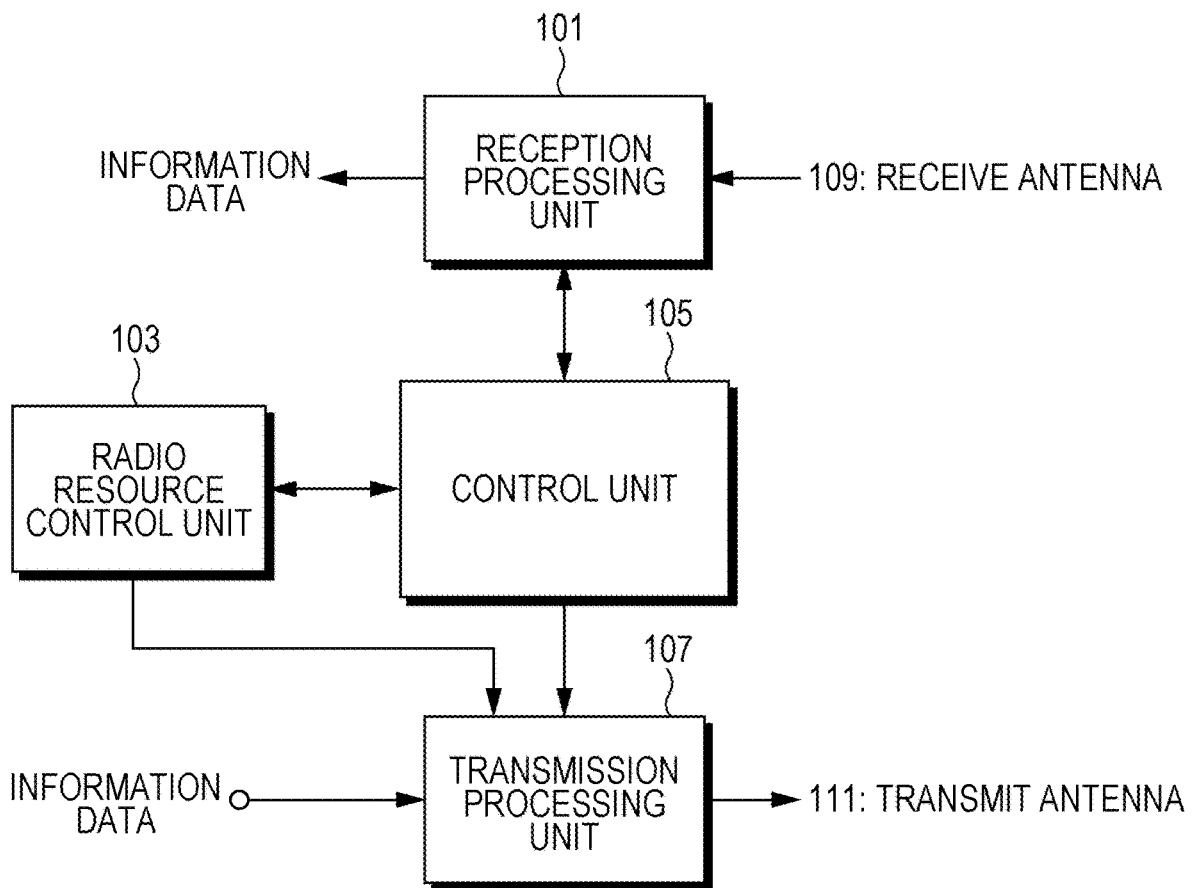 101
RECEPTION
PROCESSING
UNIT
INFORMATION
DATA
109: RECEIVE ANTENNA
105
103
RADIO
RESOURCE
CONTROL UNIT
CONTROL UNIT
107
TRANSMISSION
PROCESSING
UNIT
INFORMATION
DATA
111: TRANSMIT ANTENNA